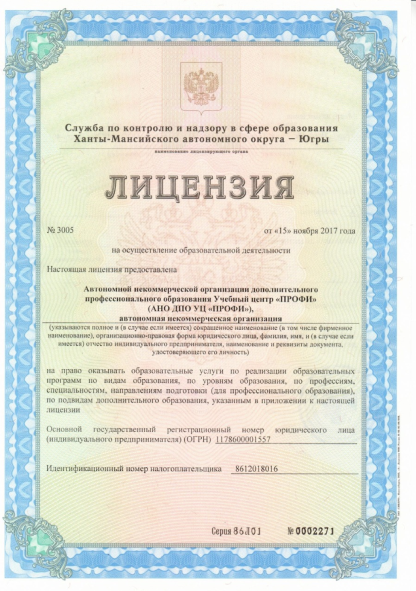 Служба по контролю и надзору в сфере образования
Ханты-Мансийского автономного округа – Югры
наименование лицензирующего органа
ЛИЦЕНЗИЯ
№ 3005
от «15» ноября 2017 года
на осуществление образовательной деятельности
Настоящая лицензия предоставлена
Автономной некоммерческой организации дополнительного
профессионального образования Учебный центр «ПРОФИ»
(АНО ДПО УЦ «ПРОФИ»),
автономная некоммерческая организация
(указываются полное и (в случае если имеется) сокращенное наименование (в том числе фирменное
наименование), организационно-правовая форма юридического лица, фамилия, имя, и (в случае если
имеется) отчество индивидуального предпринимателя, наименование и реквизиты документа,
удостоверяющего его личность)
на право оказывать образовательные услуги по реализации образовательных
программ по видам образования, по уровням образования, по профессиям,
специальностям, направлениям подготовки (для профессионального образования),
по подвидам дополнительного образования, указанным в приложении к настоящей
лицензии
Основной государственный регистрационный номер юридического лица
(индивидуального предпринимателя) (ОГРН) 1178600001557
Идентификационный номер налогоплательщика 8612018016
Серия 86Л01 № 0002271